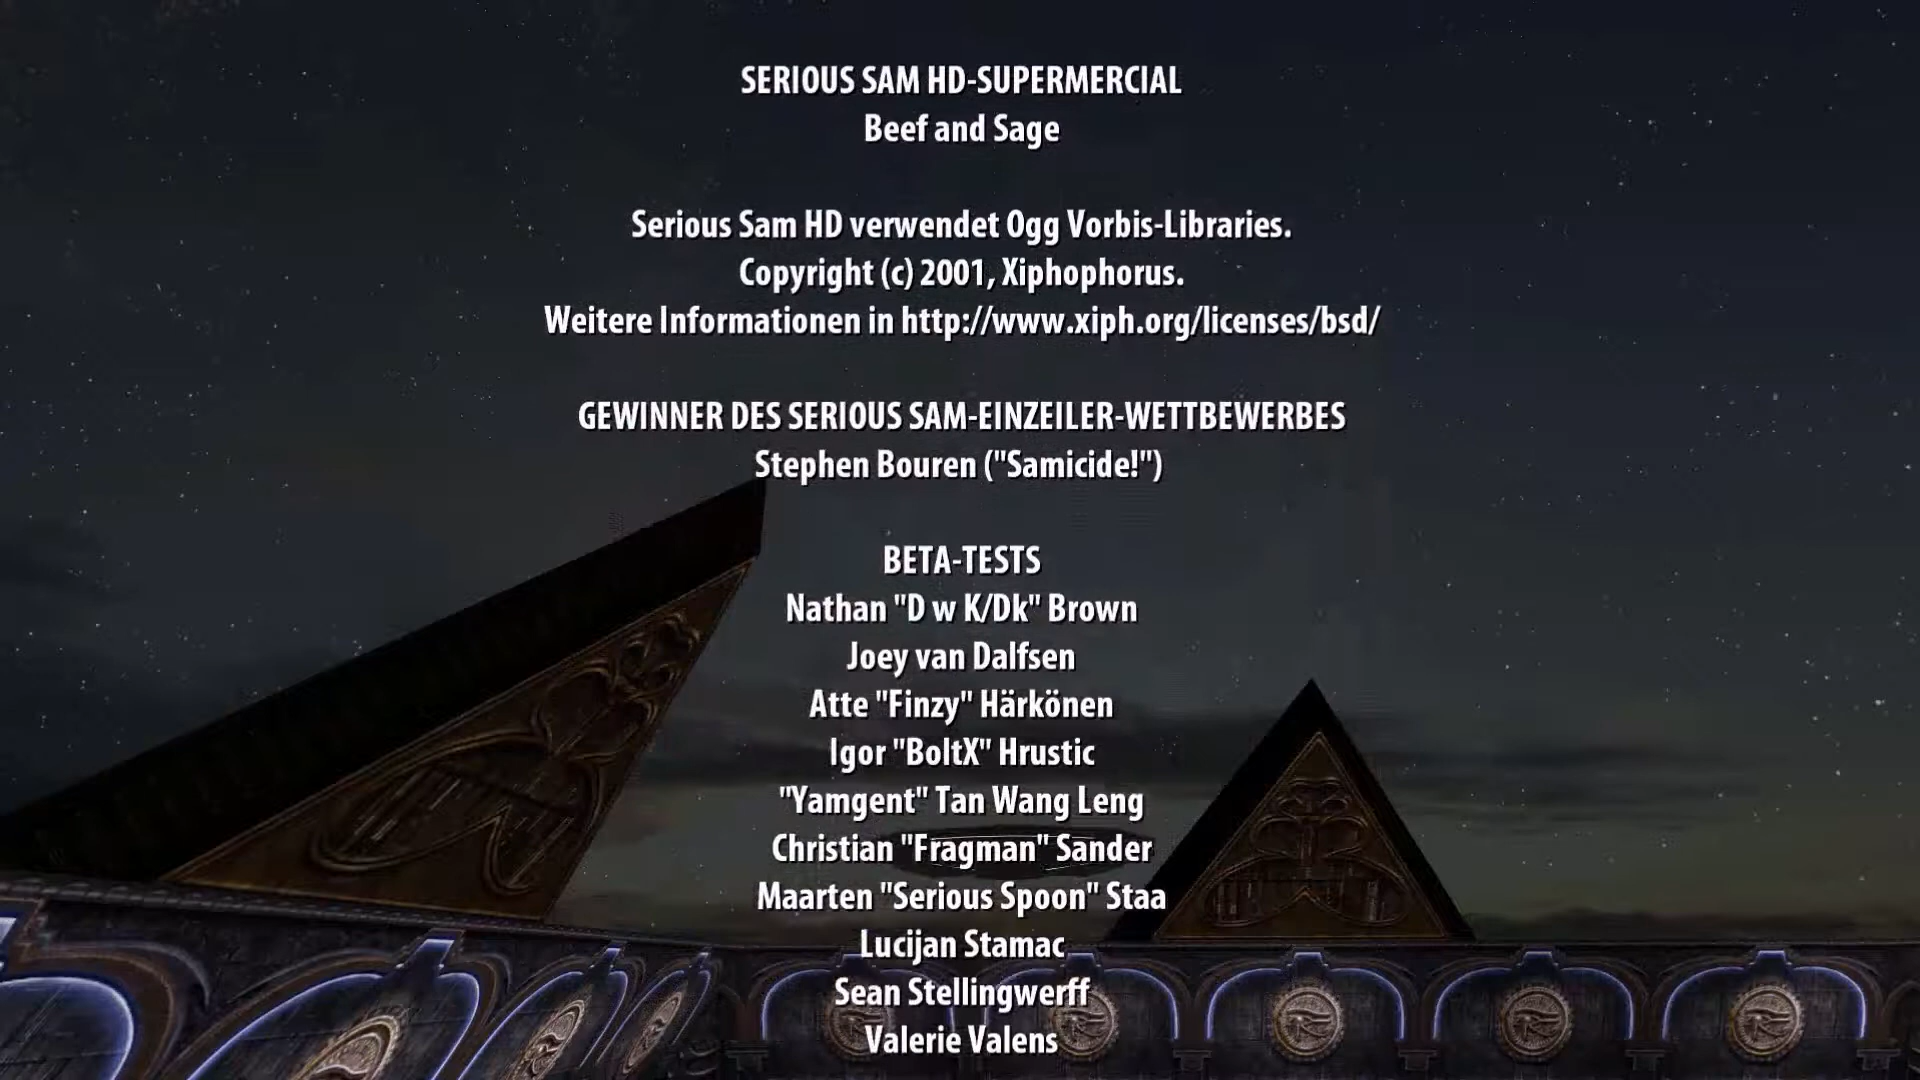 SERIOUS SAM HD-SUPERMERCIAL
Beef and Sage
Serious Sam HD verwendet Ogg Vorbis-Libraries.
Copyright (c) 2001, Xiphophorus.
Weitere Informationen in http://www.xiph.org/licenses/bsd/
GEWINNER DES SERIOUS SAM-EINZEILER-WETTBEWERBES
Stephen Bouren ("Samicide!")
BETA-TESTS
Nathan "D w K/Dk" Brown
Joey van Dalfsen
Atte "Finzy" Härkönen
Igor "BoltX" Hrustic
"Yamgent" Tan Wang Leng
Christian "Fragman" Sander
Maarten "Serious Spoon" Staa
Lucijan Stamac
Sean Stellingwerff
Valerie Valens